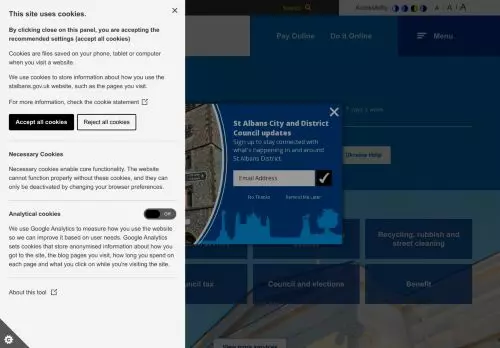 This site uses cookies.
By clicking close on this panel, you are accepting the
recommended settings (accept all cookies)
Cookies are files saved on your phone, tablet or computer
when you visit a website.
We use cookies to store information about how you use the
stalbans.gov.uk website, such as the pages you visit.
For more information, check the cookie statement
Accept all cookies
Reject all cookies
Necessary Cookies
Necessary cookies enable core functionality. The website
cannot function properly without these cookies, and they can
only be deactivated by changing your browser preferences.
Analytical cookies
Off
We use Google Analytics to measure how you use the website
so we can improve it based on user needs. Google Analytics
sets cookies that store anonymised information about how you
got to the site, the blog pages you visit, how long you spend on
each page and what you click on while you're visiting the site.
About this tool
Search
Accessibility
A A A
Pay Online
Do it Online
Menu
St Albans City and District
Council updates
Sign up to stay connected with
what's happening in and around
St Albans District.
Email Address
No Thanks
Remind Me Later
Browse Help
Recycling, rubbish and
street cleaning
Council tax
Council and elections
Benefit
View more services